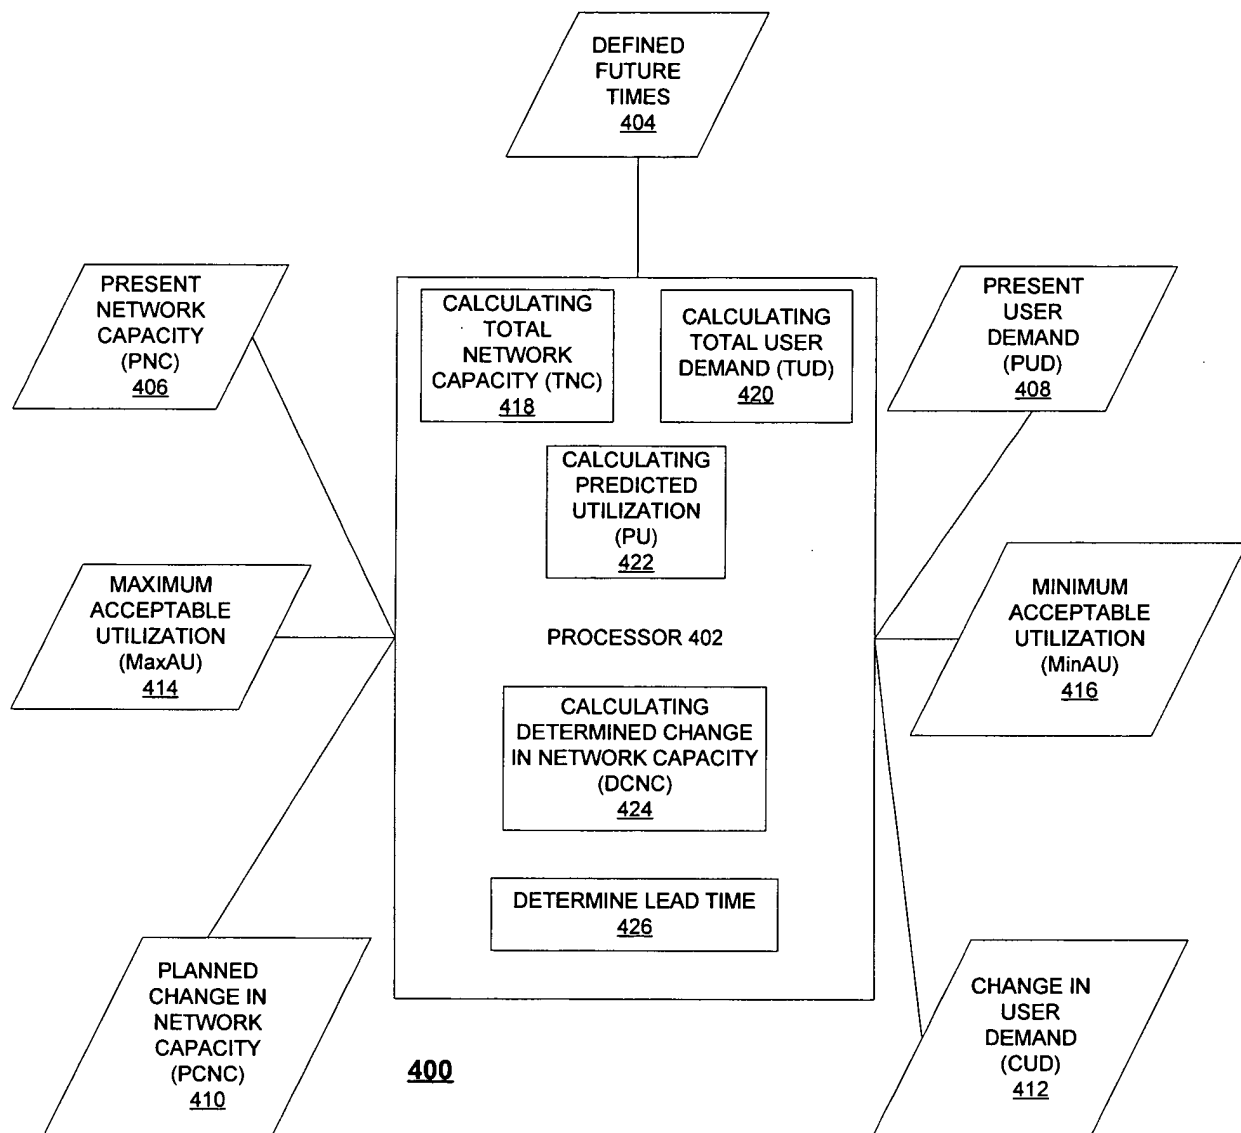 DEFINED
FUTURE
TIMES
404
PRESENT
NETWORK
CAPACITY
(PNC)
406
CALCULATING
TOTAL
NETWORK
CAPACITY (TNC)
418
CALCULATING
TOTAL USER
DEMAND (TUD)
420
PRESENT
USER
DEMAND
(PUD)
408
CALCULATING
PREDICTED
UTILIZATION
(PU)
422
MAXIMUM
ACCEPTABLE
UTILIZATION
(MaxAU)
414
PROCESSOR 402
MINIMUM
ACCEPTABLE
UTILIZATION
(MinAU)
416
CALCULATING
DETERMINED CHANGE
IN NETWORK CAPACITY
(DCNC)
424
DETERMINE LEAD TIME
426
PLANNED
CHANGE IN
NETWORK
CAPACITY
(PCNC)
410
CHANGE IN
USER
DEMAND
(CUD)
412
400